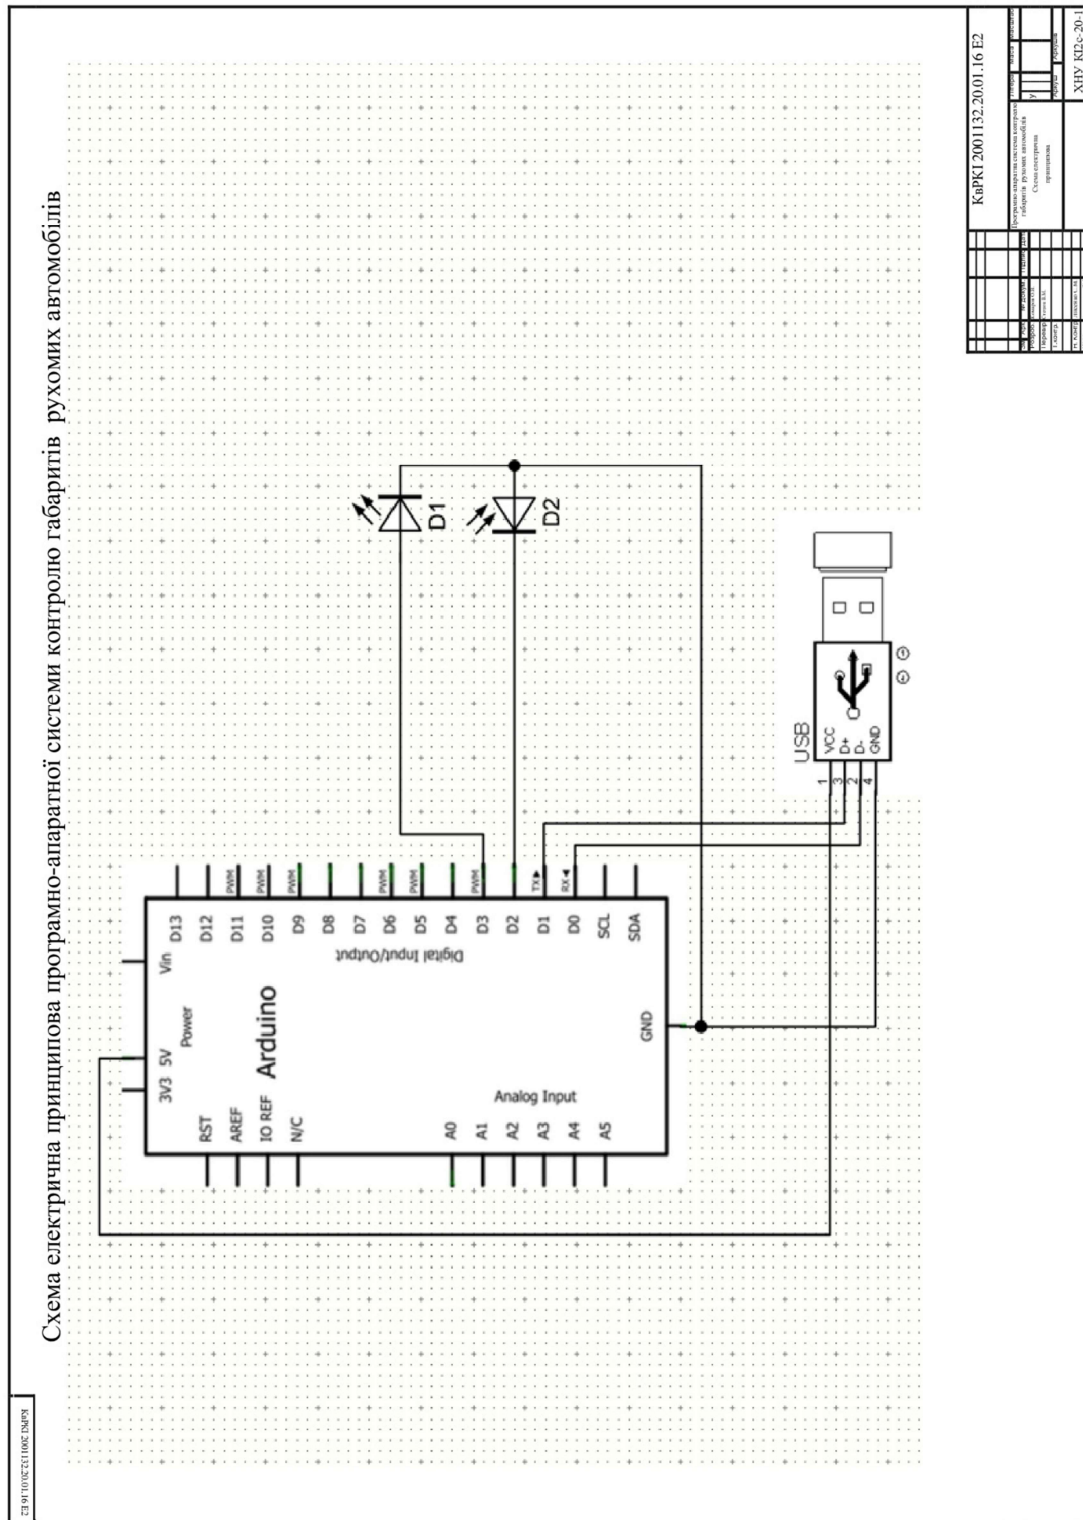 КвРКІ 2001132.20.01.16 Е2
Схема електрична принципова програмно-апаратної системи контролю габаритів рухомих автомобілів
Vin
3V3
5V
Power
RST
AREF
IO REF
N/C
Arduino
D13
D12
D11
PWM
D10
PWM
D9
PWM
D8
D7
D6
PWM
D5
PWM
D4
D3
PWM
D2
D1
TX
D0
RX
SCL
SDA
Digital Input/Output
Analog Input
A0
A1
A2
A3
A4
A5
GND
D1
D2
USB
1
VCC
3
D+
2
D-
4
GND
КвРКІ 2001132.20.01.16 Е2
Програмно-апаратна система контролю
габаритів рухомих автомобілів
Схема електрична
принципова
У
Маса
Аркуш
Аркушів
ХНУ КІ2с-20-1